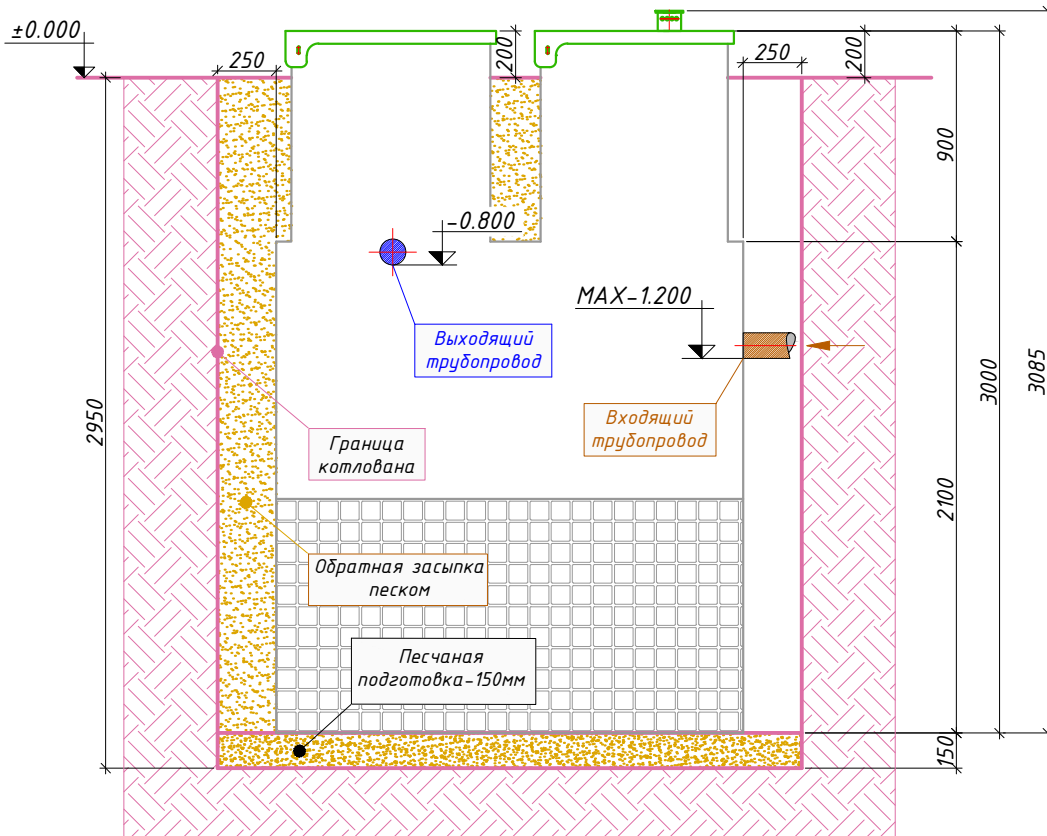 ±0.000
250
200
250
200
900
-0.800
MAX-1.200
Выходящий
трубопровод
Входящий
трубопровод
2950
Граница
котлована
3000
3085
2100
Обратная засыпка
песком
Песчаная
подготовка-150мм
150